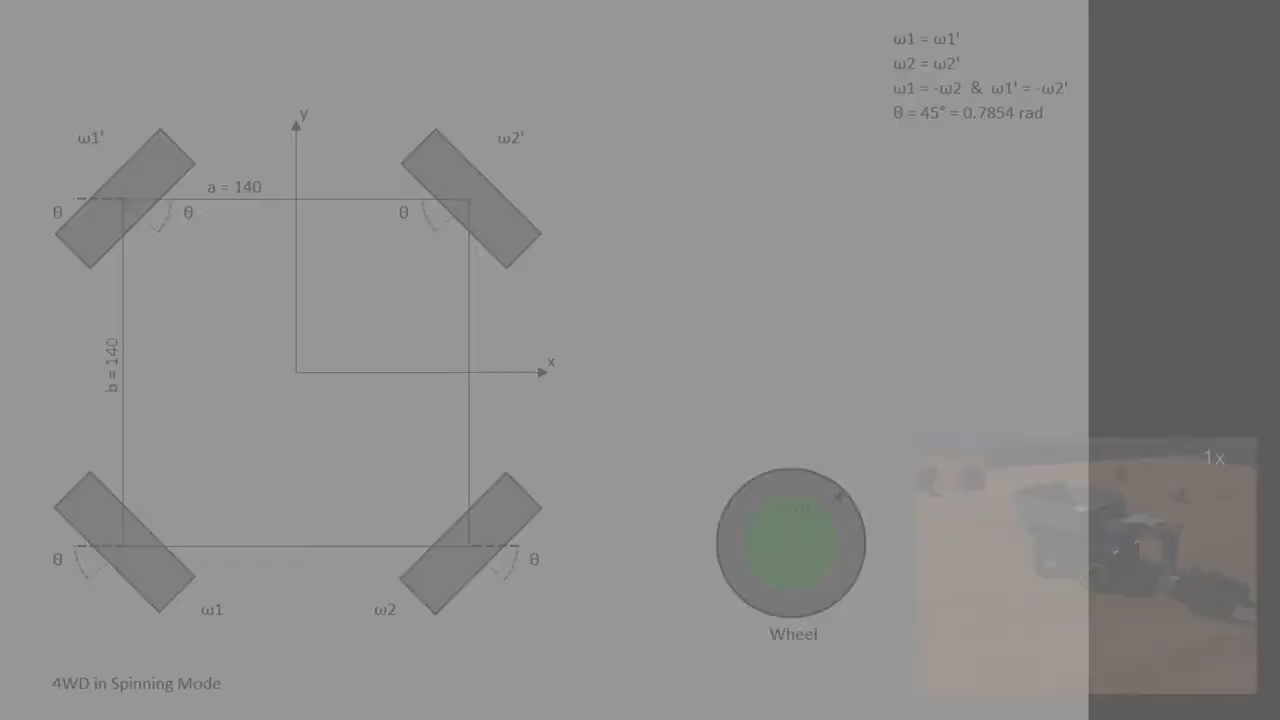 ω1 = ω1'
ω2 = ω2'
ω1 = -ω2 & ω1' = -ω2'
θ = 45° = 0.7854 rad
y
ω1'
ω2'
a = 140
θ
θ
θ
b = 140
x
1x
θ
θ
ω1
ω2
Wheel
4WD in Spinning Mode